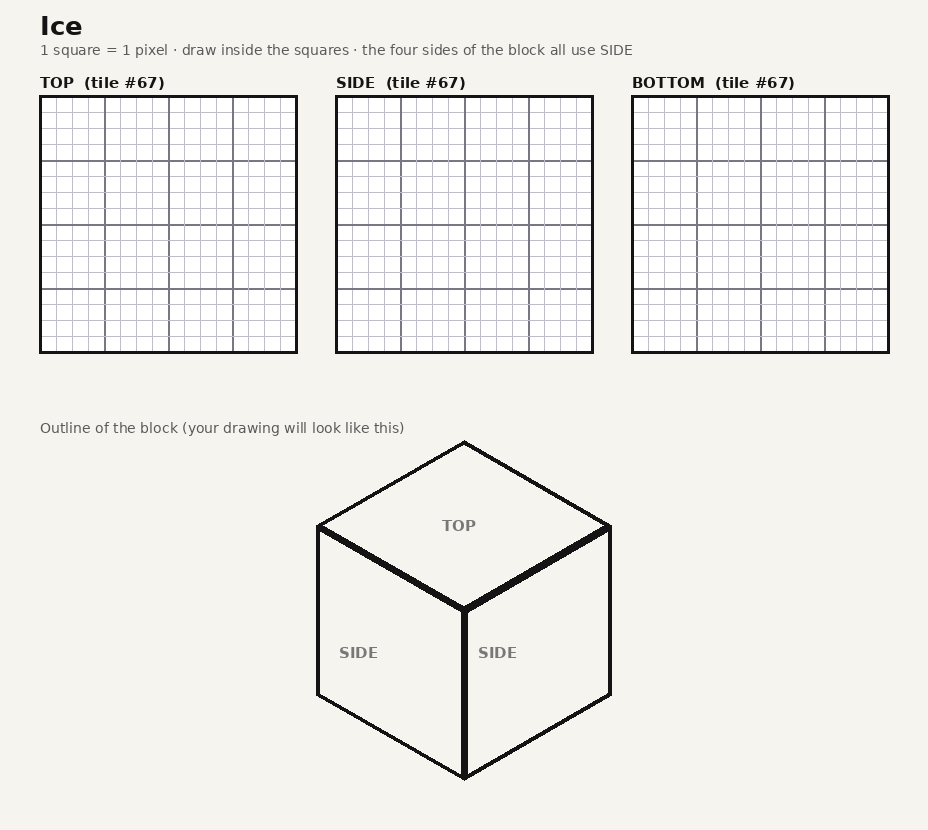 Ice
1 square = 1 pixel · draw inside the squares · the four sides of the block all use SIDE
TOP (tile #67)
SIDE (tile #67)
BOTTOM (tile #67)
Outline of the block (your drawing will look like this)
TOP
SIDE
SIDE